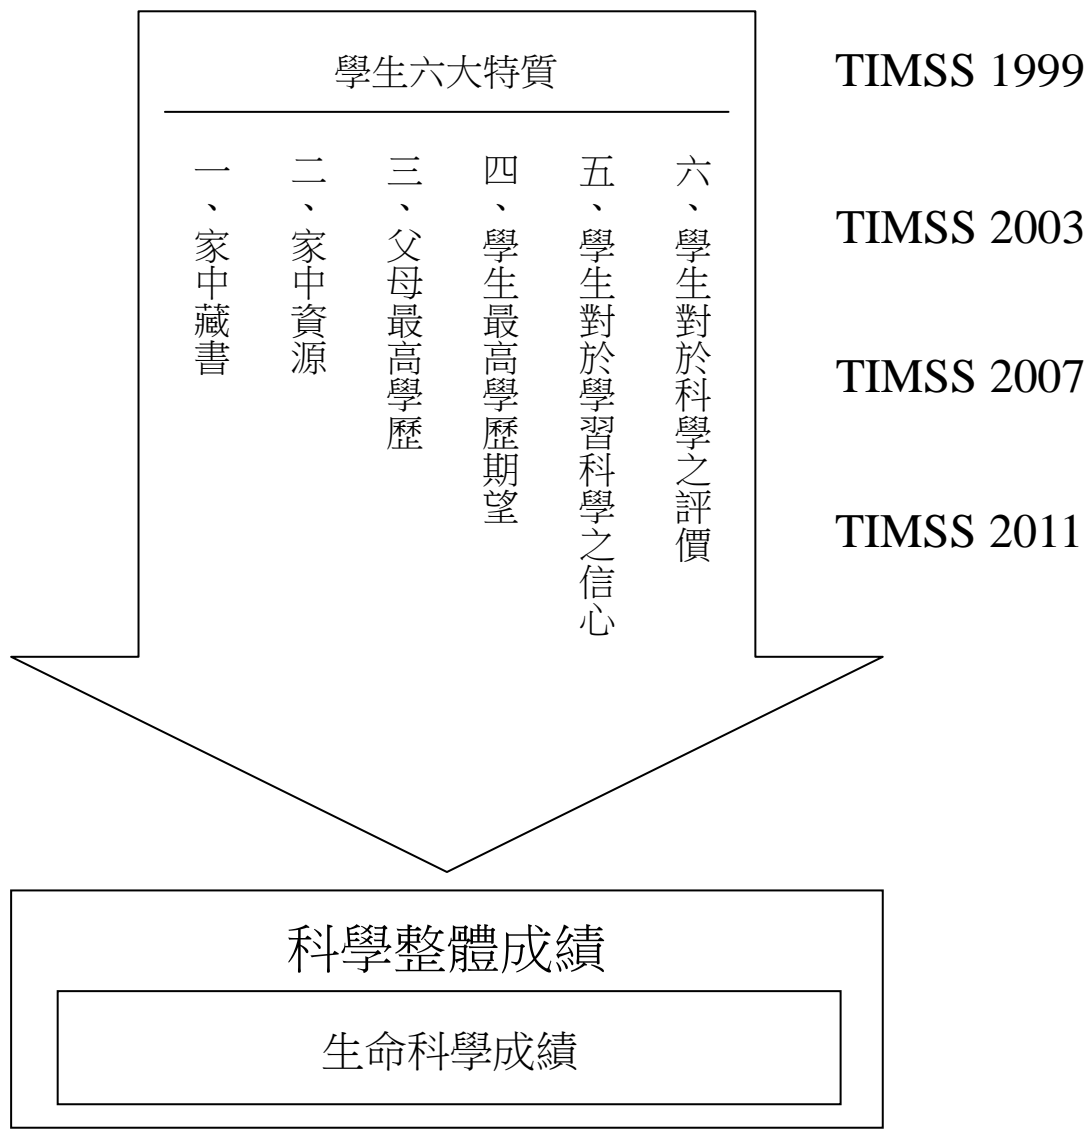 學生六大特質
一、家中藏書
二、家中資源
三、父母最高學歷
四、學生最高學歷期望
五、學生對於學習科學之信心
六、學生對於科學之評價
TIMSS 1999
TIMSS 2003
TIMSS 2007
TIMSS 2011
科學整體成績
生命科學成績